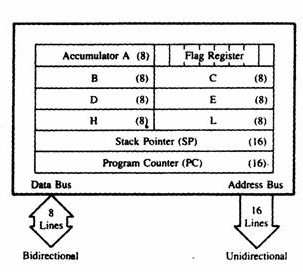 Accumulator A (8) Flag Register
B (8) C (8)
D (8) E (8)
H (8) L (8)
Stack Pointer (SP) (16)
Program Counter (PC) (16)
Data Bus Address Bus
8 Lines 16 Lines
Bidirectional Unidirectional